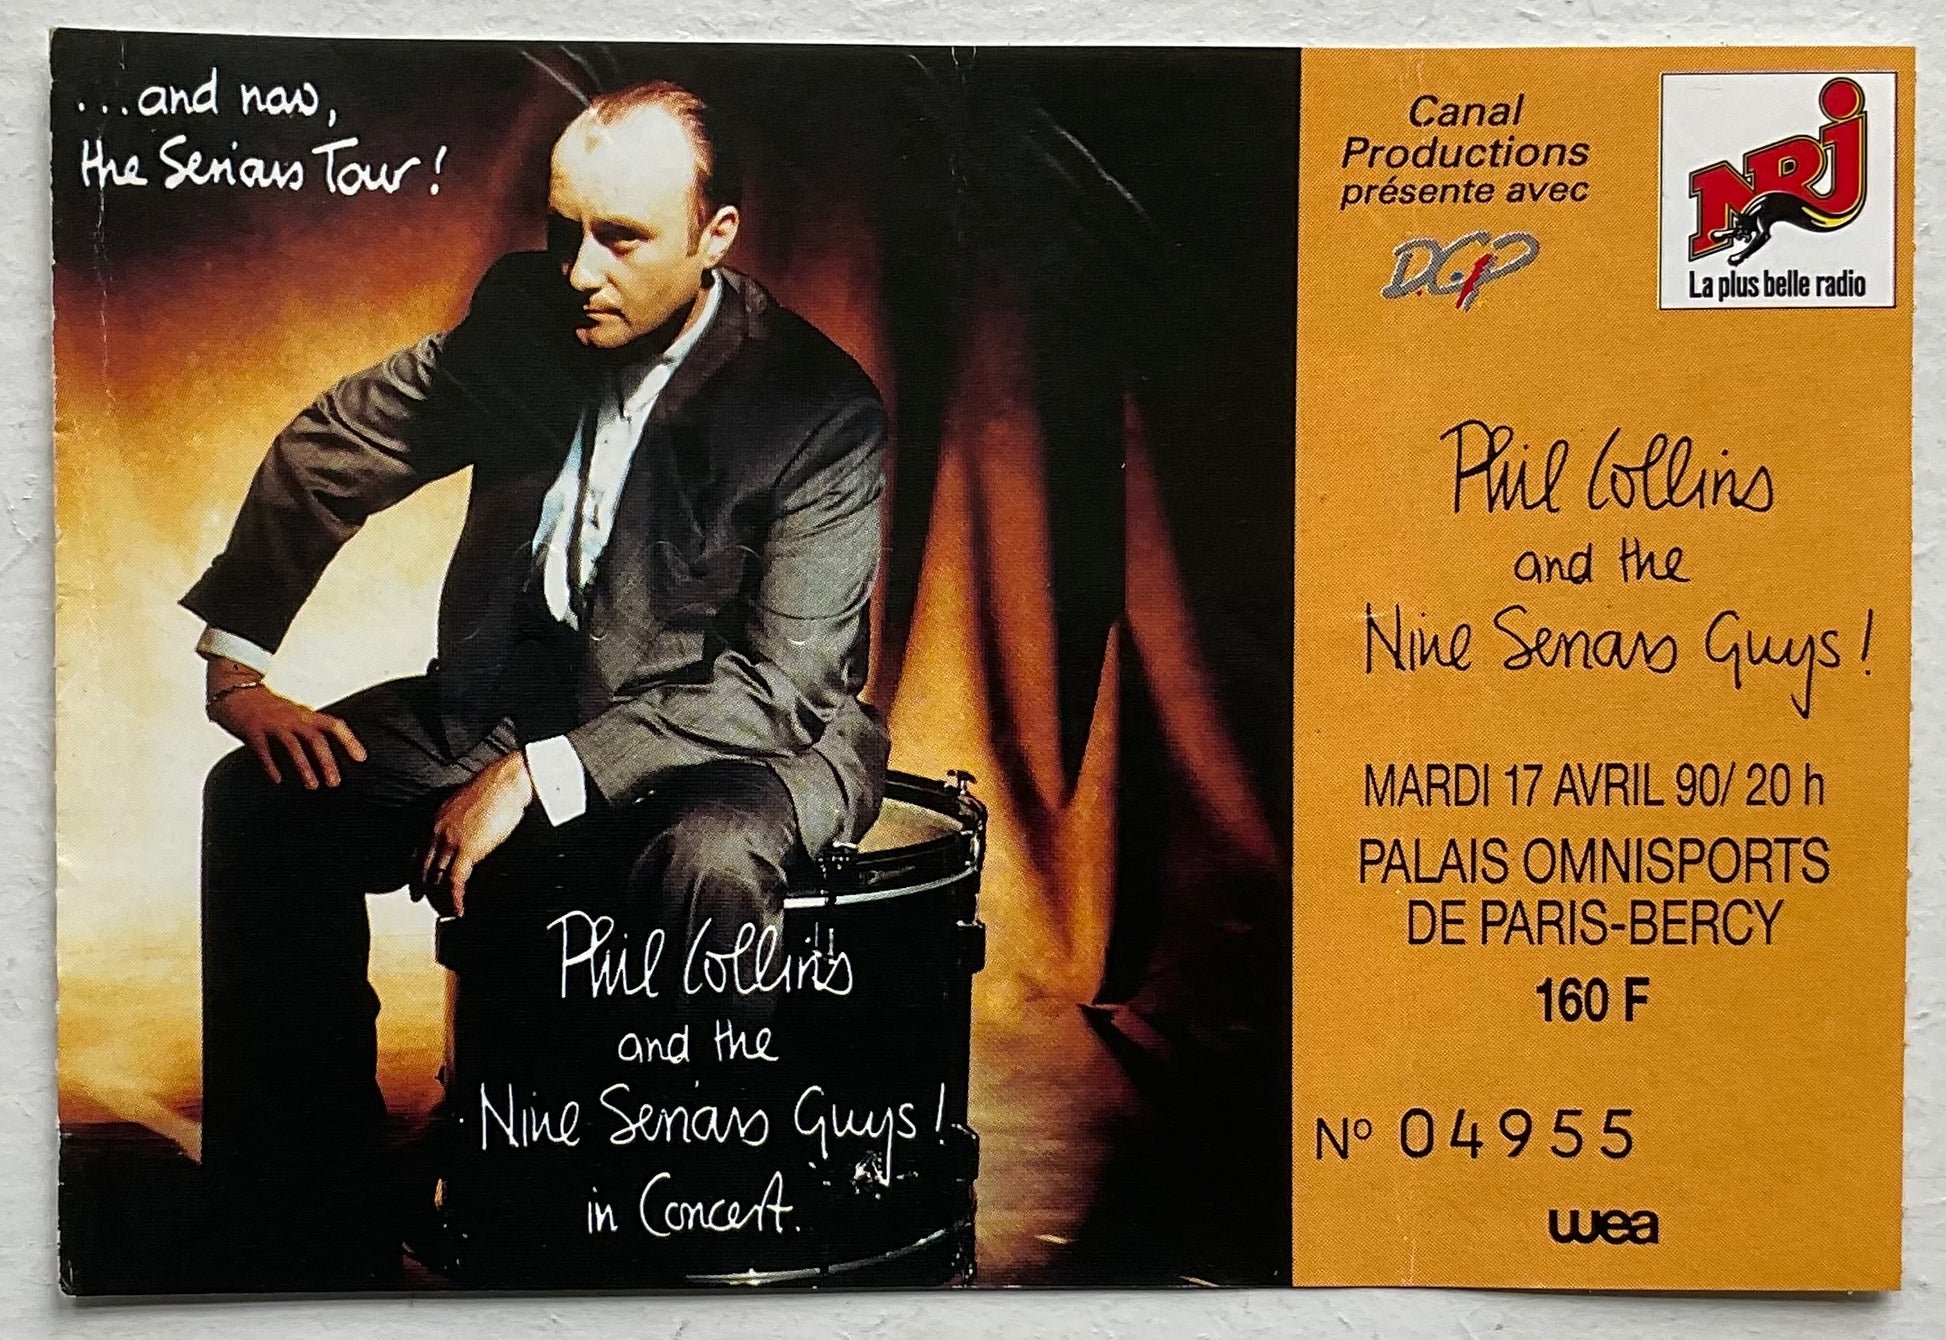 ...and now,
the Serious Tour!
Phil Collins
and the
Nine Serious Guys!
in Concert.
Canal
Productions
présente avec
DGP
NRJ
La plus belle radio
Phil Collins
and the
Nine Serious Guys!
MARDI 17 AVRIL 90/ 20 h
PALAIS OMNISPORTS
DE PARIS-BERCY
160 F
Nº 04955
wea